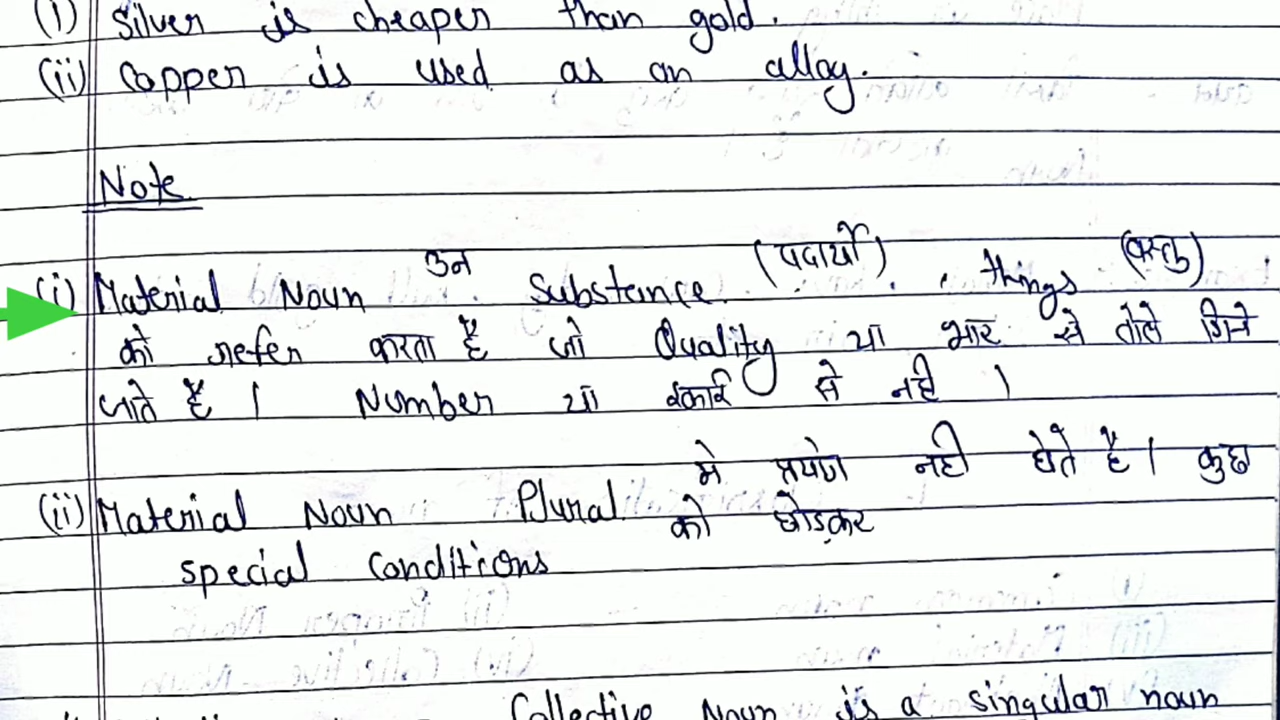 (i) Silver is cheaper than gold.
(ii) Copper is used as an alloy.
Note
(i) Material Noun उन Substance (पदार्थो) things (वस्तु)
को refer करता है जो Quality या भार से तोले गिने
जाते है । Number या ईकाई से नही ।
(ii) Material Noun Plural मे प्रयोग नही होते है । कुछ
special conditions को छोड़कर
Collective Noun is a singular noun